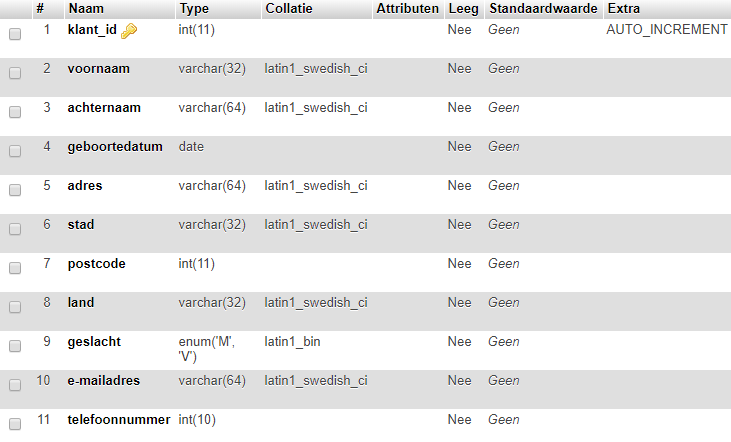 # Naam Type Collatie Attributen Leeg Standaardwaarde Extra
1 klant_id int(11) Nee Geen AUTO_INCREMENT
2 voornaam varchar(32) latin1_swedish_ci Nee Geen
3 achternaam varchar(64) latin1_swedish_ci Nee Geen
4 geboortedatum date Nee Geen
5 adres varchar(64) latin1_swedish_ci Nee Geen
6 stad varchar(32) latin1_swedish_ci Nee Geen
7 postcode int(11) Nee Geen
8 land varchar(32) latin1_swedish_ci Nee Geen
9 geslacht enum('M', latin1_bin Nee Geen
'V')
10 e-mailadres varchar(64) latin1_swedish_ci Nee Geen
11 telefoonnummer int(10) Nee Geen